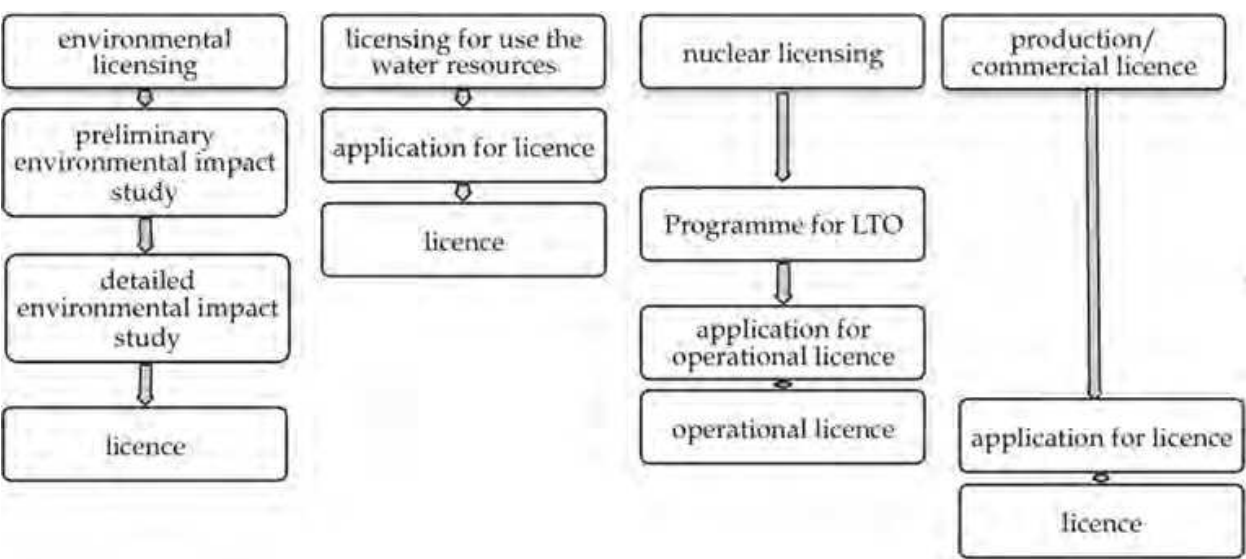 environmental
licensing
preliminary
environmental impact
study
detailed
environmental impact
study
licence
licensing for use the
water resources
application for licence
licence
nuclear licensing
Programme for LTO
application for
operational licence
operational licence
production/
commercial licence
application for licence
licence